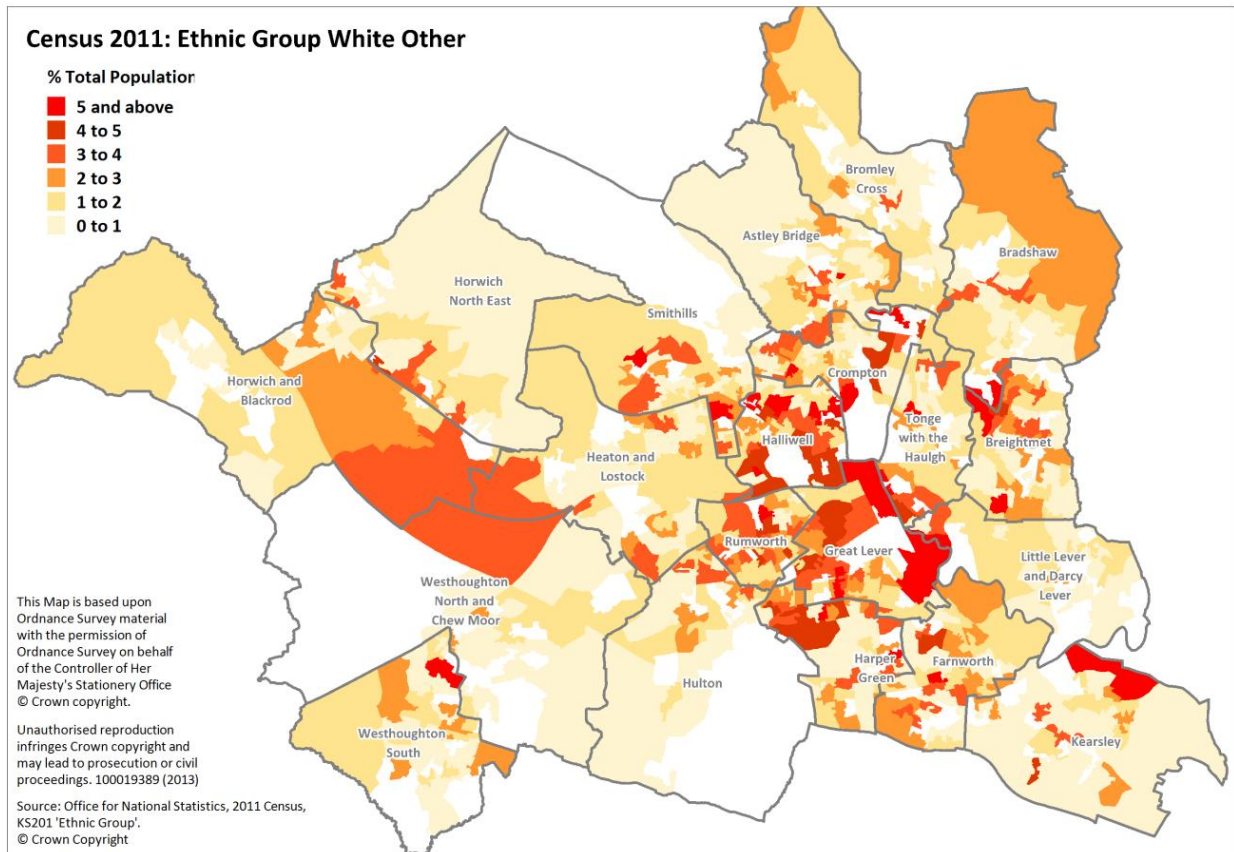 Census 2011: Ethnic Group White Other
% Total Population
5 and above
4 to 5
3 to 4
2 to 3
1 to 2
0 to 1
Bromley
Cross
Astley Bridge
Bradshaw
Horwich
North East
Smithills
Crompton
Horwich and
Blackrod
Tonge
with the
Haulgh
Halliwell
Breightmet
Heaton and
Lostock
Rumworth
Great Lever
Little Lever
and Darcy
Lever
Westhoughton
North and
Chew Moor
Harper
Green
Farnworth
Hulton
Westhoughton
South
Kearsley
This Map is based upon
Ordnance Survey material
with the permission of
Ordnance Survey on behalf
of the Controller of Her
Majesty's Stationery Office
© Crown copyright.
Unauthorised reproduction
infringes Crown copyright and
may lead to prosecution or civil
proceedings. 100019389 (2013)
Source: Office for National Statistics, 2011 Census,
KS201 'Ethnic Group'.
© Crown Copyright